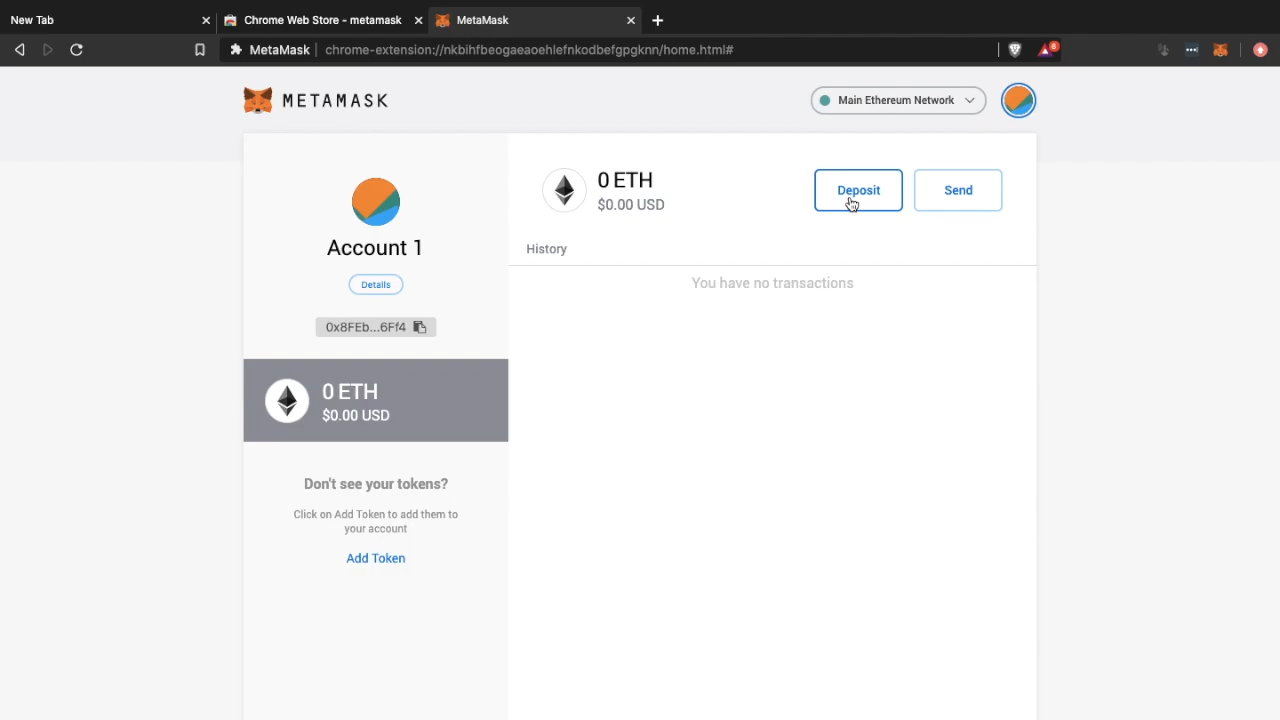 New Tab
Chrome Web Store - metamask
MetaMask
MetaMask
chrome-extension://nkbihfbeogaeaoehlefnkodbefgpgknn/home.html#
6
METAMASK
Main Ethereum Network
Account 1
Details
0x8FEb...6Ff4
0 ETH
$0.00 USD
Don't see your tokens?
Click on Add Token to add them to
your account
Add Token
0 ETH
$0.00 USD
Deposit
Send
History
You have no transactions